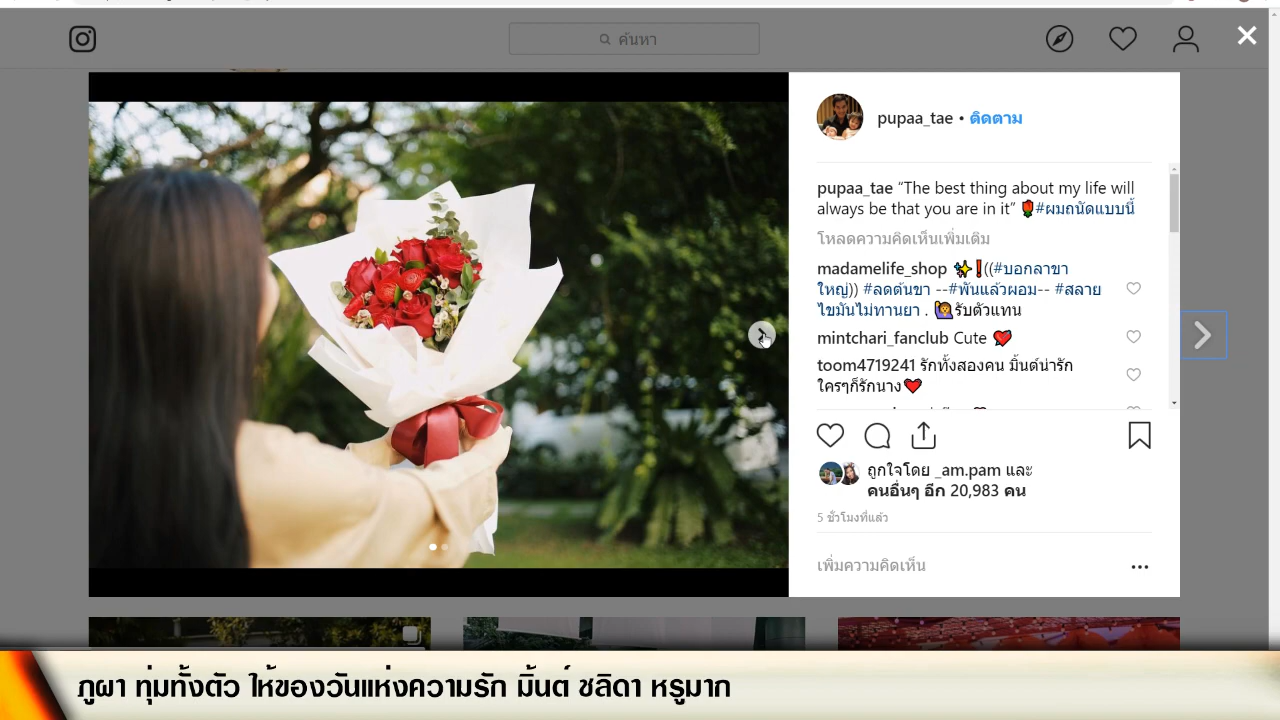 ค้นหา
pupaa_tae • ติดตาม
pupaa_tae “The best thing about my life will
always be that you are in it” 🌹#ผมถนัดแบบนี้
โหลดความคิดเห็นเพิ่มเติม
madamelife_shop ✨❗((#บอกลาขา
ใหญ่)) #ลดต้นขา --#พันแล้วผอม-- #สลาย
ไขมันไม่ทานยา . 🙋รับตัวแทน
mintchari_fanclub Cute 💘
toom4719241 รักทั้งสองคน มิ้นต์น่ารัก
ใครๆก็รักนาง❤️
ถูกใจโดย _am.pam และ
คนอื่นๆ อีก 20,983 คน
5 ชั่วโมงที่แล้ว
เพิ่มความคิดเห็น
ภูผา ทุ่มทั้งตัว ให้ของวันแห่งความรัก มิ้นต์ ชลิดา หรูมาก